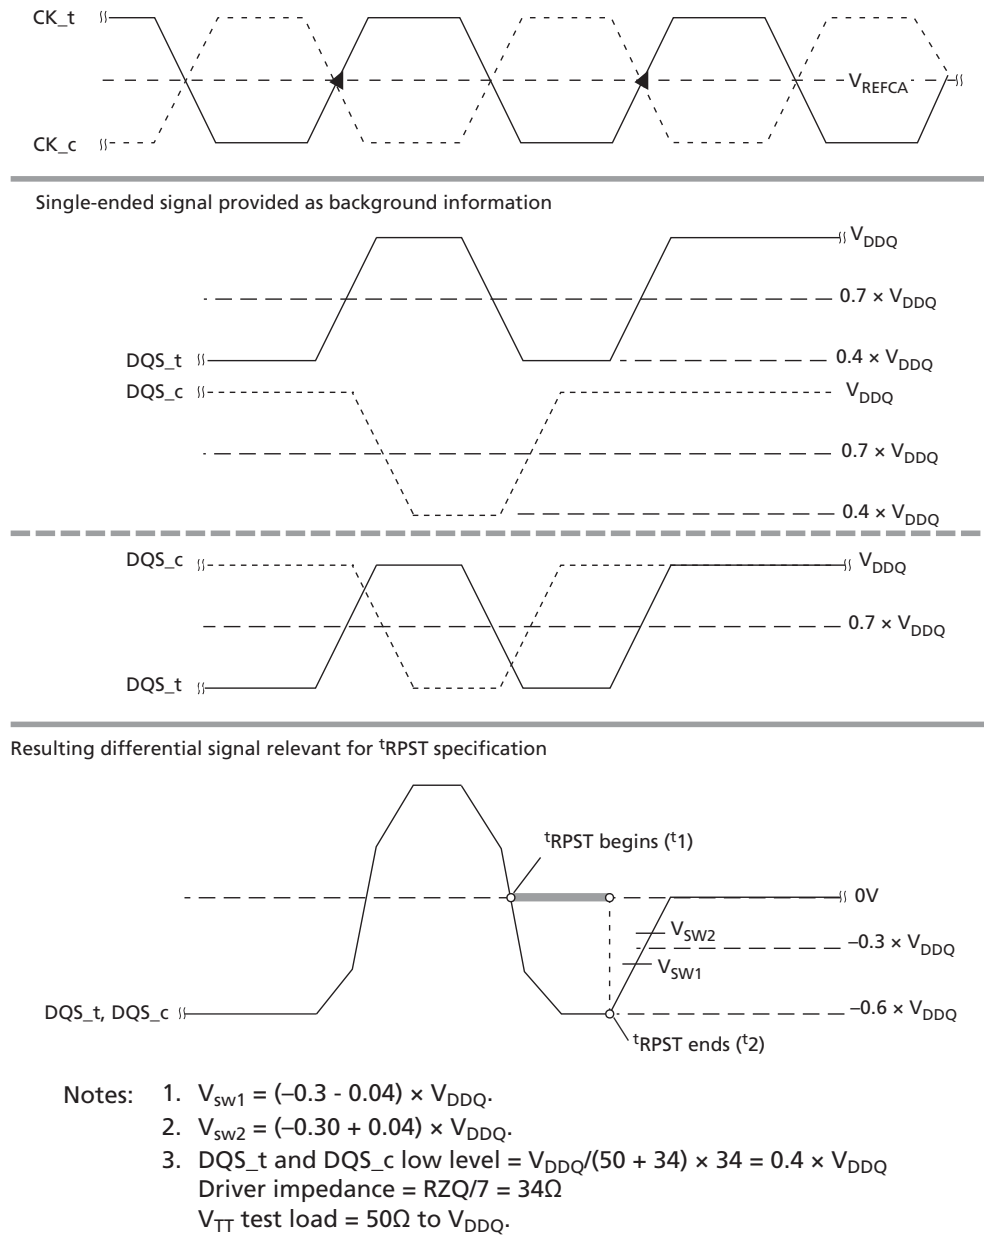 CK_t
V_REFCA
CK_c
Single-ended signal provided as background information
V_DDQ
0.7 × V_DDQ
DQS_t
0.4 × V_DDQ
DQS_c
V_DDQ
0.7 × V_DDQ
0.4 × V_DDQ
DQS_c
V_DDQ
0.7 × V_DDQ
DQS_t
Resulting differential signal relevant for ᵗRPST specification
ᵗRPST begins (ᵗ1)
0V
V_SW2
–0.3 × V_DDQ
V_SW1
DQS_t, DQS_c
–0.6 × V_DDQ
ᵗRPST ends (ᵗ2)
Notes: 1. V_sw1 = (–0.3 - 0.04) × V_DDQ.
2. V_sw2 = (–0.30 + 0.04) × V_DDQ.
3. DQS_t and DQS_c low level = V_DDQ/(50 + 34) × 34 = 0.4 × V_DDQ
Driver impedance = RZQ/7 = 34Ω
V_TT test load = 50Ω to V_DDQ.